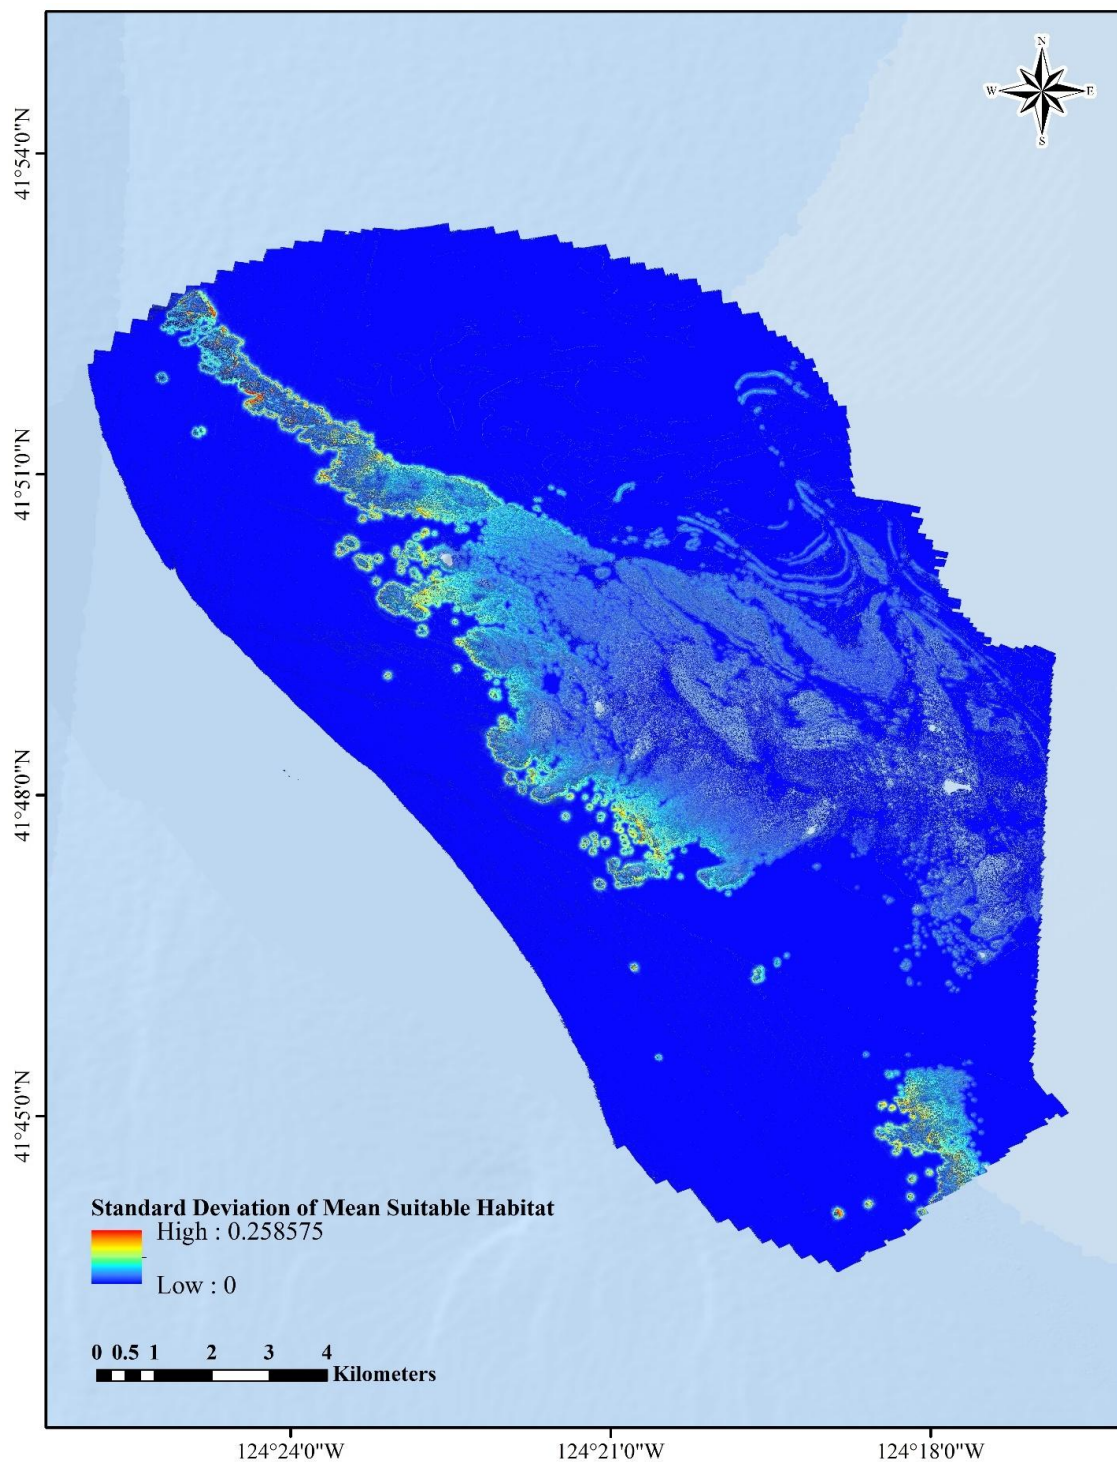 N
W E
S
41°54'0"N
41°51'0"N
41°48'0"N
41°45'0"N
Standard Deviation of Mean Suitable Habitat
High : 0.258575
Low : 0
0 0.5 1 2 3 4
Kilometers
124°24'0"W 124°21'0"W 124°18'0"W